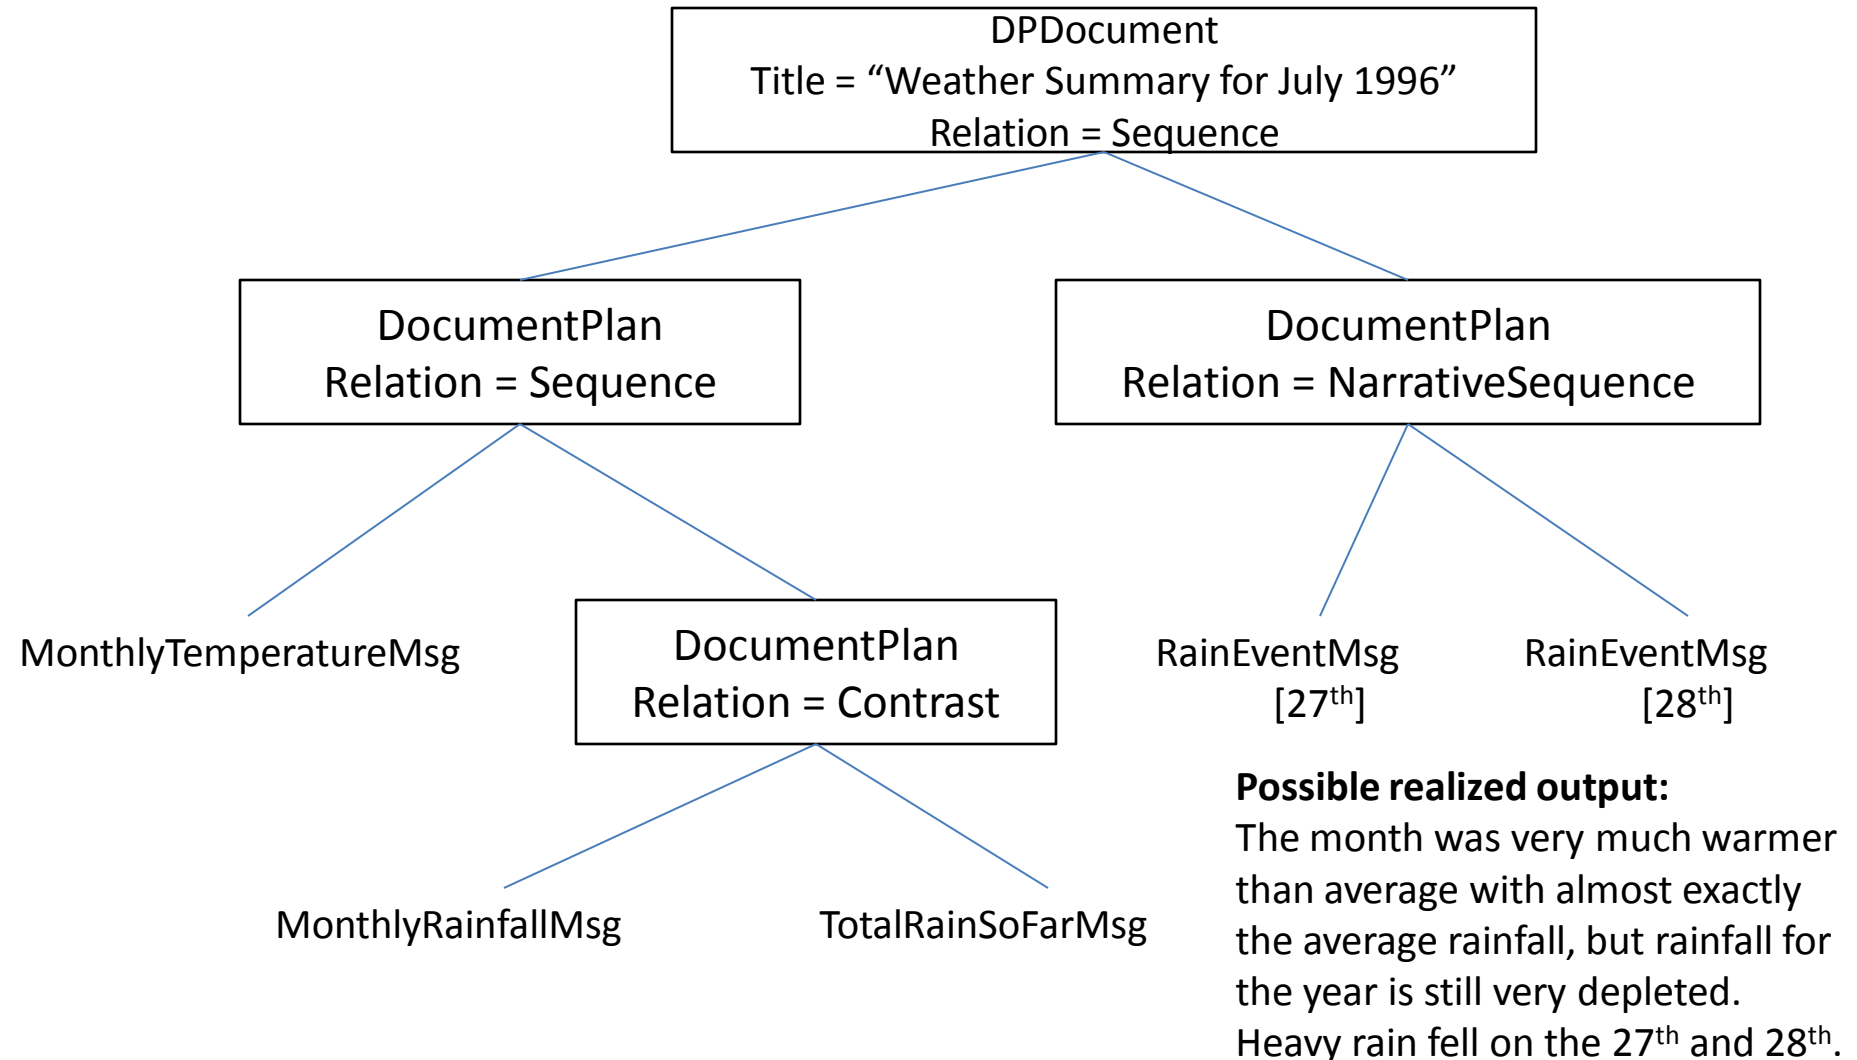 DPDocument
Title = “Weather Summary for July 1996”
Relation = Sequence
DocumentPlan
Relation = Sequence
DocumentPlan
Relation = NarrativeSequence
MonthlyTemperatureMsg
DocumentPlan
Relation = Contrast
RainEventMsg
[27th]
RainEventMsg
[28th]
MonthlyRainfallMsg
TotalRainSoFarMsg
Possible realized output:
The month was very much warmer
than average with almost exactly
the average rainfall, but rainfall for
the year is still very depleted.
Heavy rain fell on the 27th and 28th.